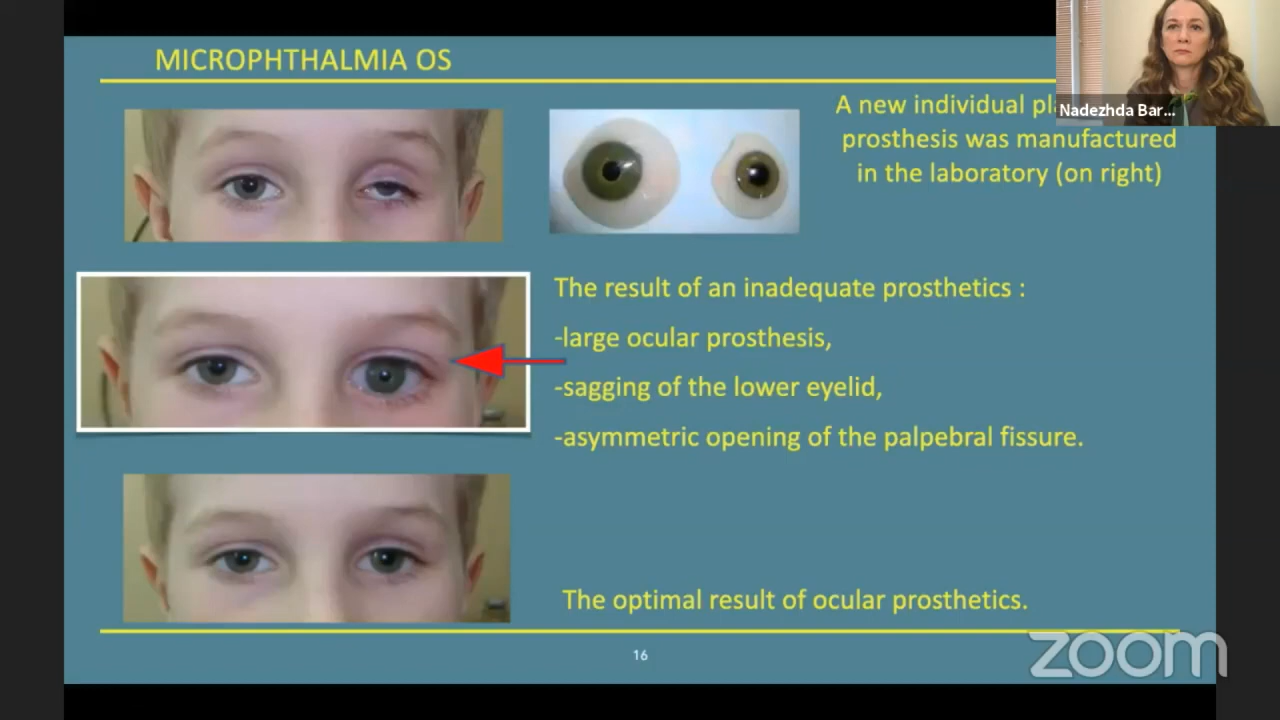 MICROPHTHALMIA OS
A new individual
prosthesis was manufactured
in the laboratory (on right)
Nadezhda Bar...
The result of an inadequate prosthetics :
-large ocular prosthesis,
-sagging of the lower eyelid,
-asymmetric opening of the palpebral fissure.
The optimal result of ocular prosthetics.
16
zoom